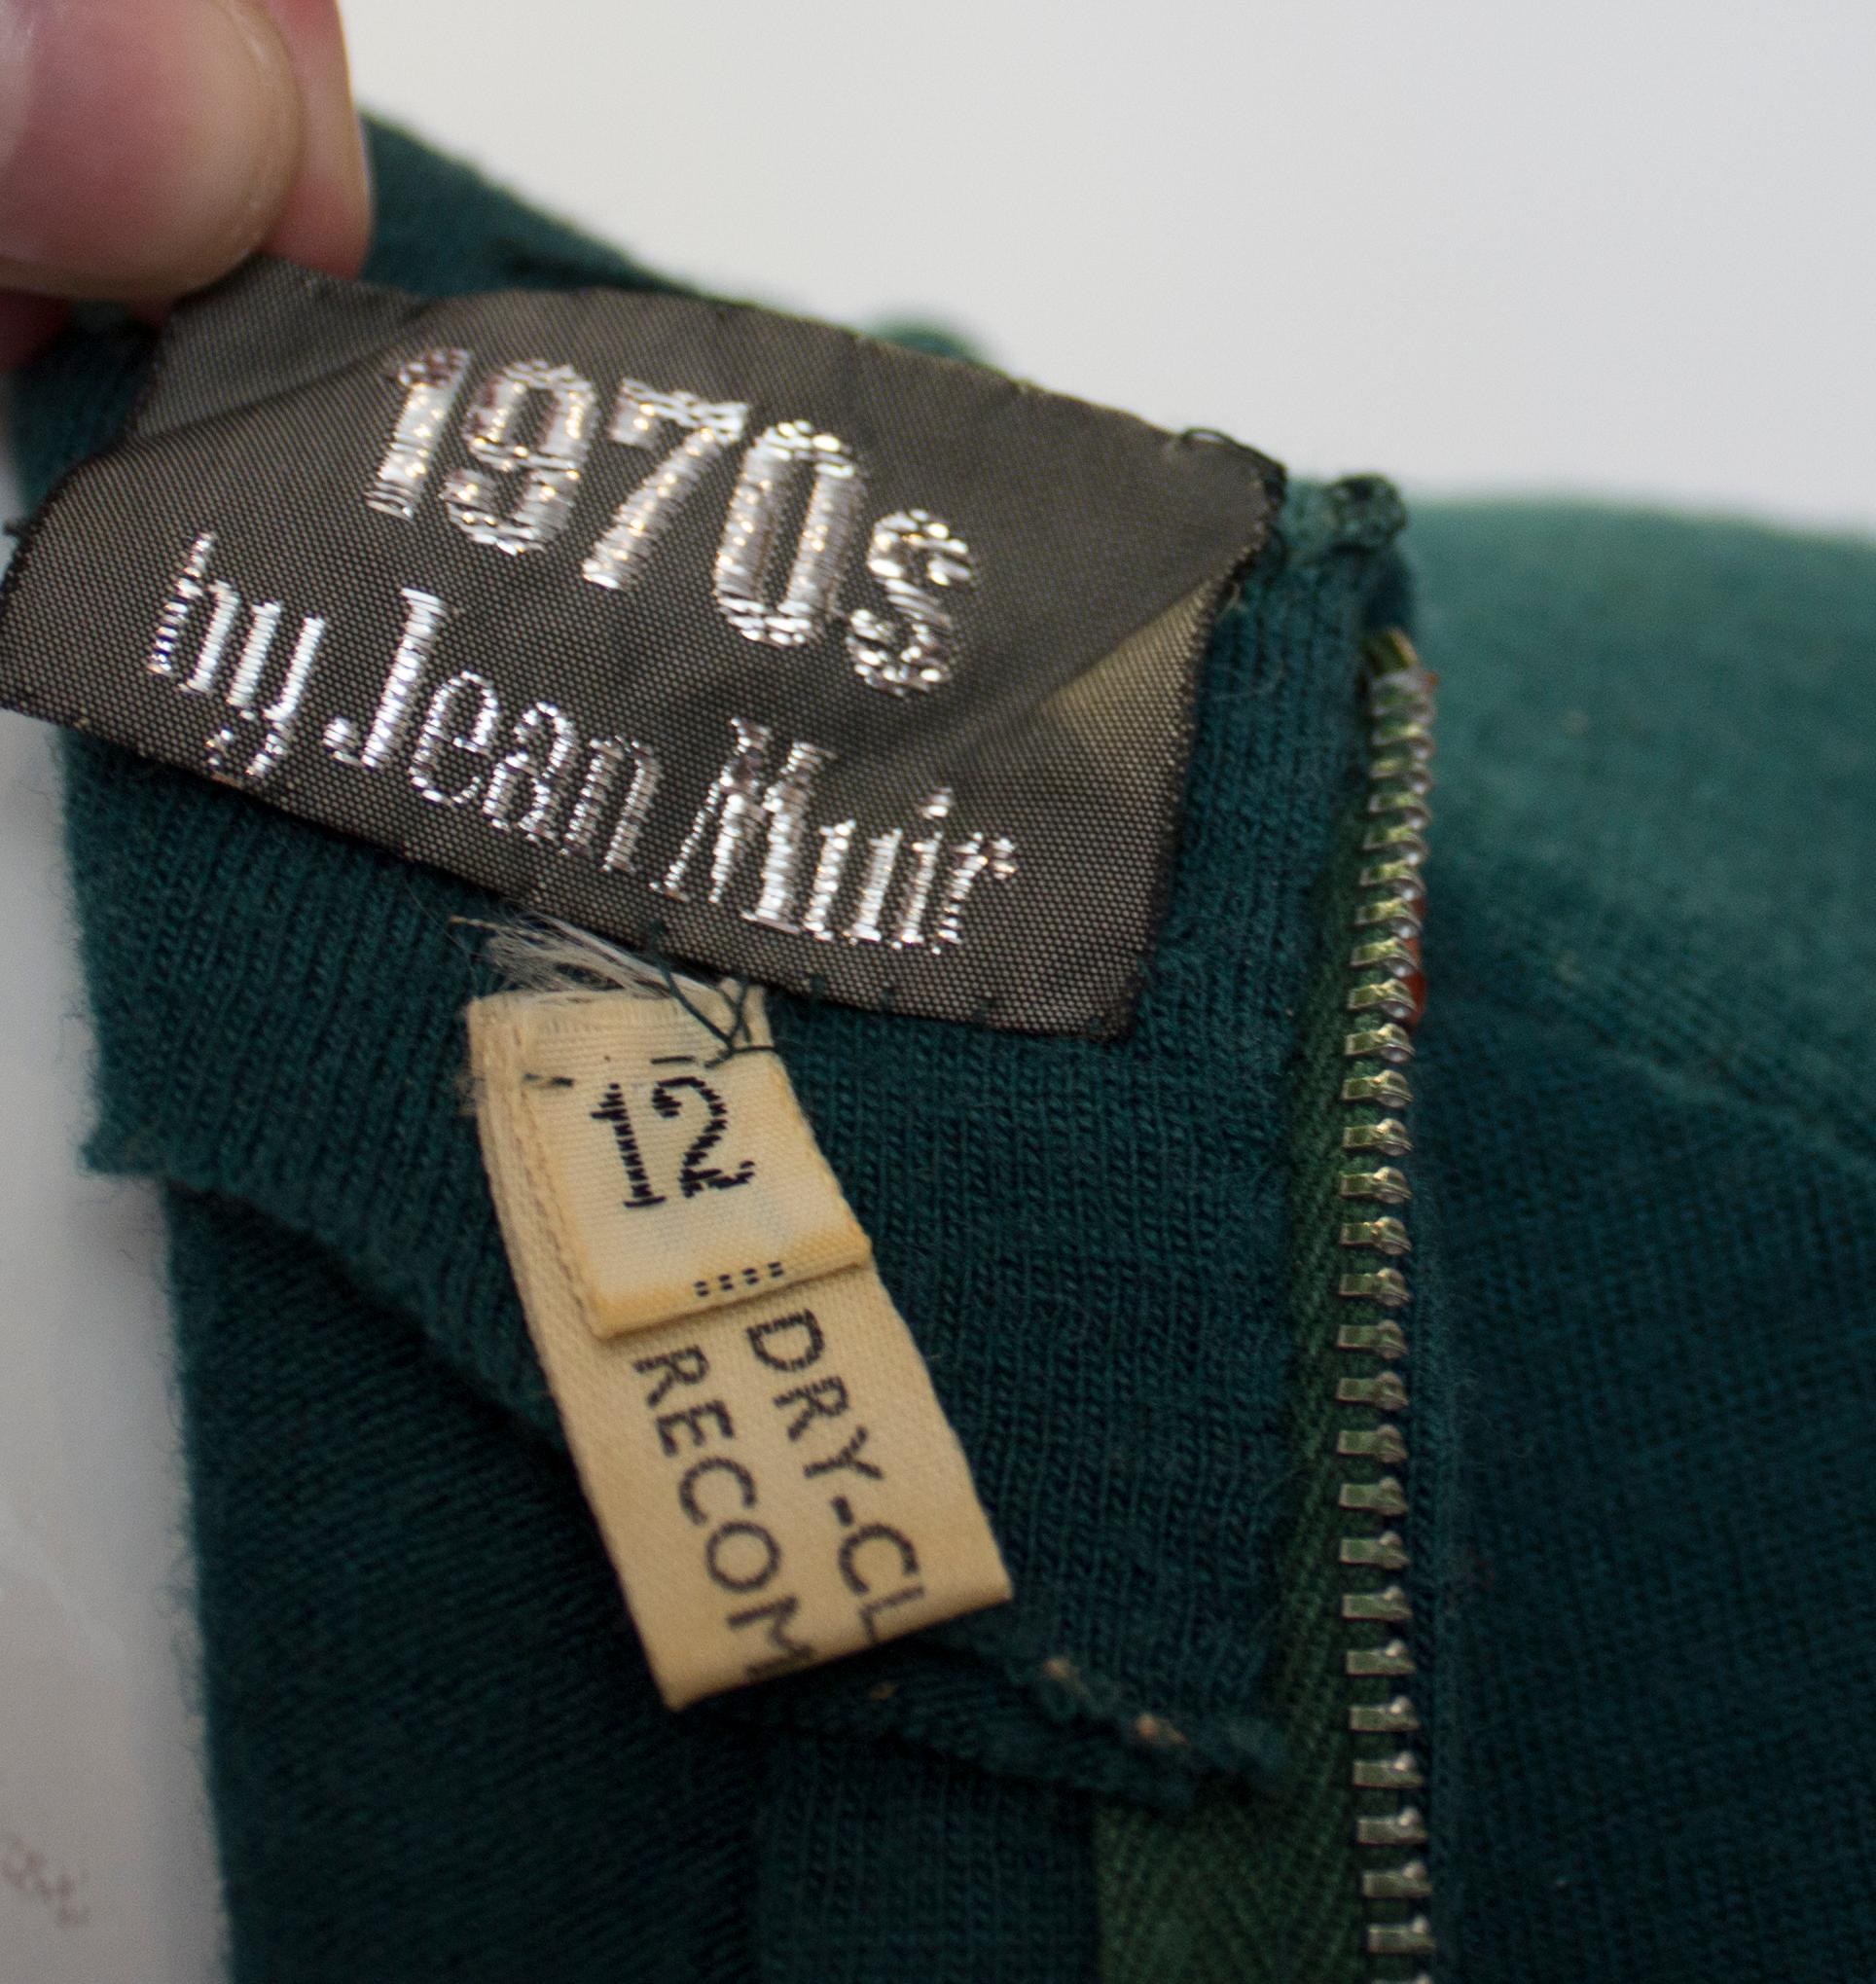 1970s
by Jean Muir
12
DRY-CL
RECOM